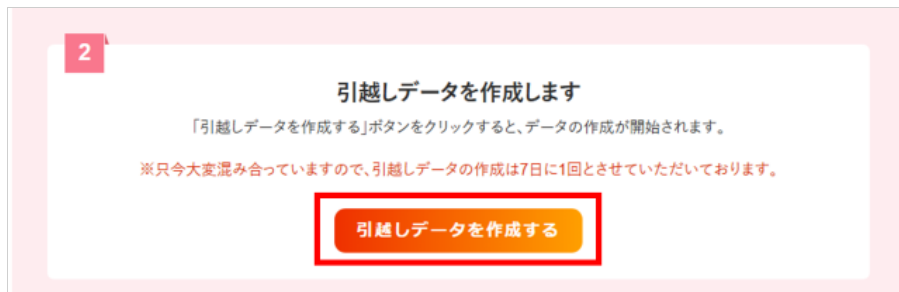 2
引越しデータを作成します
「引越しデータを作成する」ボタンをクリックすると、データの作成が開始されます。
※只今大変混み合っていますので、引越しデータの作成は7日に1回とさせていただいております。
引越しデータを作成する